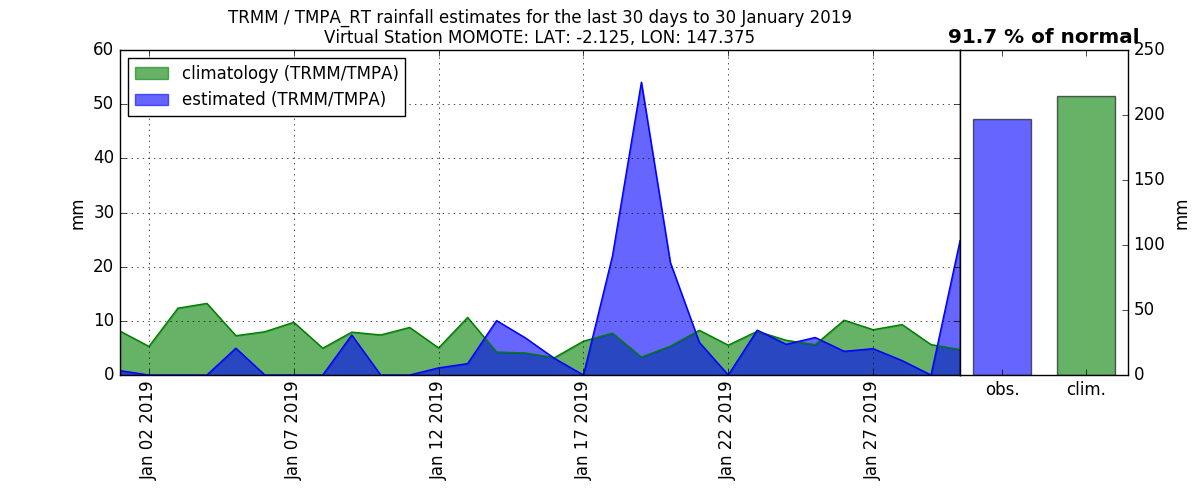 TRMM / TMPA_RT rainfall estimates for the last 30 days to 30 January 2019
Virtual Station MOMOTE: LAT: -2.125, LON: 147.375
91.7 % of normal
climatology (TRMM/TMPA)
estimated (TRMM/TMPA)
60
50
40
30
20
10
0
mm
Jan 02 2019
Jan 07 2019
Jan 12 2019
Jan 17 2019
Jan 22 2019
Jan 27 2019
obs.
clim.
250
200
150
100
50
0
mm